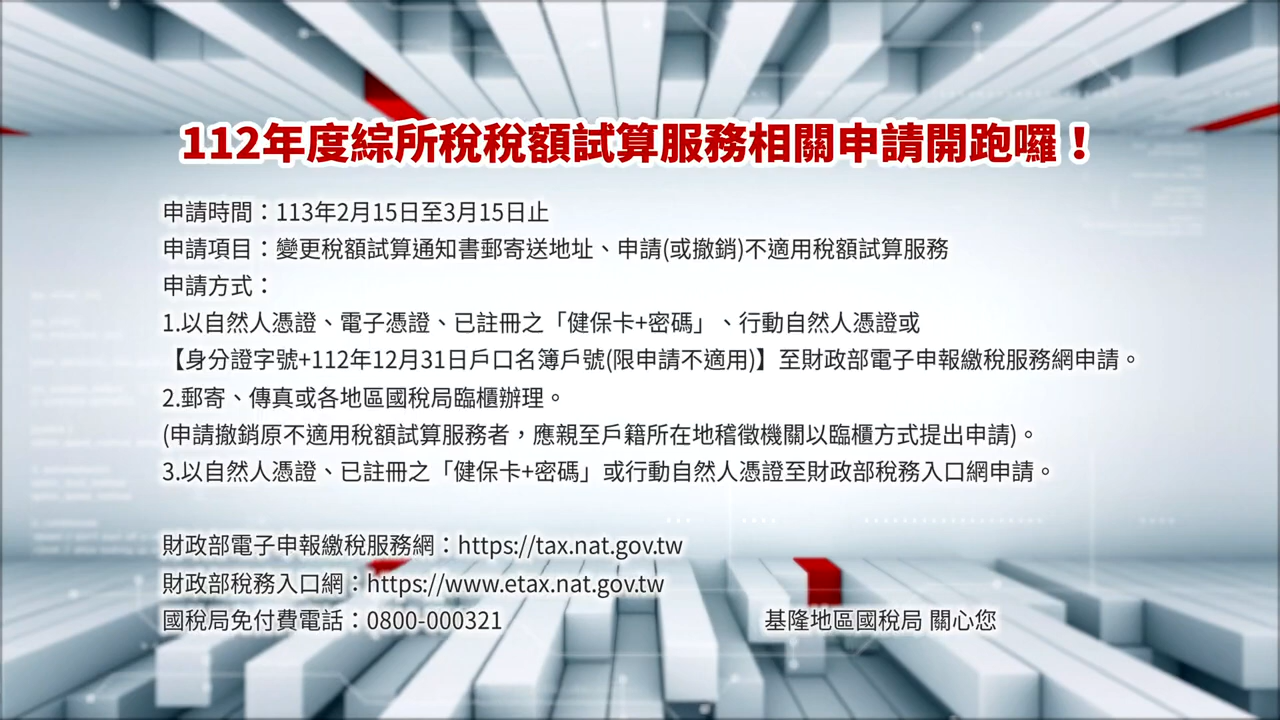 112年度綜所稅稅額試算服務相關申請開跑囉！
申請時間：113年2月15日至3月15日止
申請項目：變更稅額試算通知書郵寄送地址、申請(或撤銷)不適用稅額試算服務
申請方式：
1.以自然人憑證、電子憑證、已註冊之「健保卡+密碼」、行動自然人憑證或
【身分證字號+112年12月31日戶口名簿戶號(限申請不適用)】至財政部電子申報繳稅服務網申請。
2.郵寄、傳真或各地區國稅局臨櫃辦理。
(申請撤銷原不適用稅額試算服務者，應親至戶籍所在地稽徵機關以臨櫃方式提出申請)。
3.以自然人憑證、已註冊之「健保卡+密碼」或行動自然人憑證至財政部稅務入口網申請。
財政部電子申報繳稅服務網：https://tax.nat.gov.tw
財政部稅務入口網：https://www.etax.nat.gov.tw
國稅局免付費電話：0800-000321
基隆地區國稅局 關心您